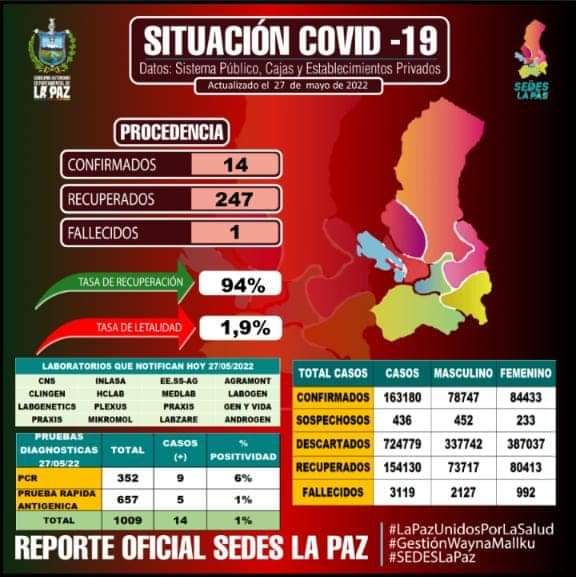 GOBIERNO AUTÓNOMO
DEPARTAMENTAL DE
LA PAZ
SITUACIÓN COVID -19
Datos: Sistema Público, Cajas y Establecimientos Privados
Actualizado el 27 de mayo de 2022
SEDES
LA PAZ
PROCEDENCIA
CONFIRMADOS 14
RECUPERADOS 247
FALLECIDOS 1
TASA DE RECUPERACIÓN 94%
TASA DE LETALIDAD 1,9%
LABORATORIOS QUE NOTIFICAN HOY 27/05/2022
CNS INLASA EE.SS-AG AGRAMONT
CLINGEN HCLAB MEDLAB LABOGEN
LABGENETICS PLEXUS PRAXIS GEN Y VIDA
PRAXIS MIKROMOL LABZARE ANDROGEN
PRUEBAS
DIAGNOSTICAS
27/05/22
TOTAL
CASOS
(+)
%
POSITIVIDAD
PCR 352 9 6%
PRUEBA RAPIDA
ANTIGENICA
657 5 1%
TOTAL 1009 14 1%
TOTAL CASOS CASOS MASCULINO FEMENINO
CONFIRMADOS 163180 78747 84433
SOSPECHOSOS 436 452 233
DESCARTADOS 724779 337742 387037
RECUPERADOS 154130 73717 80413
FALLECIDOS 3119 2127 992
REPORTE OFICIAL SEDES LA PAZ
#LaPazUnidosPorLaSalud
#GestiónWaynaMallku
#SEDESLaPaz